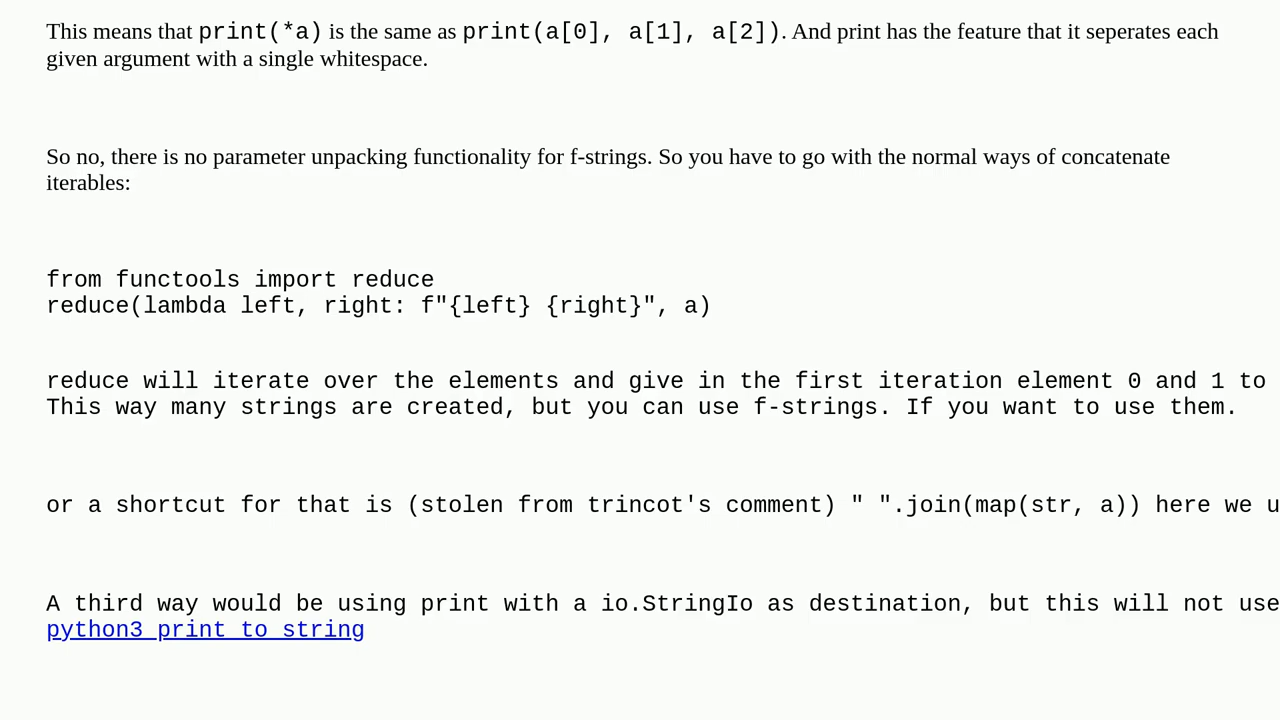 This means that print(*a) is the same as print(a[0], a[1], a[2]). And print has the feature that it seperates each
given argument with a single whitespace.
So no, there is no parameter unpacking functionality for f-strings. So you have to go with the normal ways of concatenate
iterables:
from functools import reduce
reduce(lambda left, right: f"{left} {right}", a)
reduce will iterate over the elements and give in the first iteration element 0 and 1 to
This way many strings are created, but you can use f-strings. If you want to use them.
or a shortcut for that is (stolen from trincot's comment) " ".join(map(str, a)) here we u
A third way would be using print with a io.StringIo as destination, but this will not use
python3 print to string